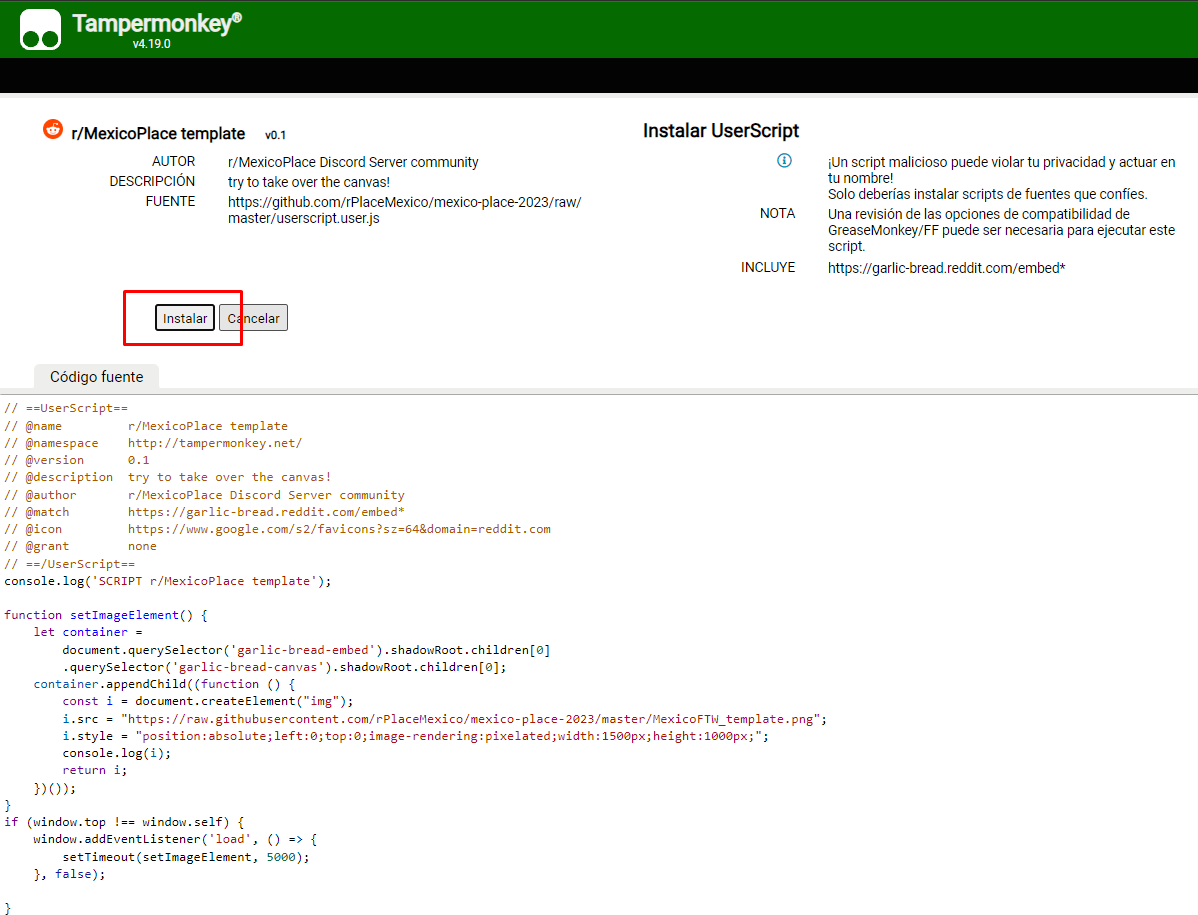 Tampermonkey®
v4.19.0
r/MexicoPlace template v0.1
AUTOR r/MexicoPlace Discord Server community
DESCRIPCIÓN try to take over the canvas!
FUENTE https://github.com/rPlaceMexico/mexico-place-2023/raw/
master/userscript.user.js
Instalar UserScript
¡Un script malicioso puede violar tu privacidad y actuar en
tu nombre!
Solo deberías instalar scripts de fuentes que confíes.
NOTA Una revisión de las opciones de compatibilidad de
GreaseMonkey/FF puede ser necesaria para ejecutar este
script.
INCLUYE https://garlic-bread.reddit.com/embed*
Instalar Cancelar
Código fuente
// ==UserScript==
// @name         r/MexicoPlace template
// @namespace    http://tampermonkey.net/
// @version      0.1
// @description  try to take over the canvas!
// @author       r/MexicoPlace Discord Server community
// @match        https://garlic-bread.reddit.com/embed*
// @icon         https://www.google.com/s2/favicons?sz=64&domain=reddit.com
// @grant        none
// ==/UserScript==
console.log('SCRIPT r/MexicoPlace template');
function setImageElement() {
    let container =
        document.querySelector('garlic-bread-embed').shadowRoot.children[0]
        .querySelector('garlic-bread-canvas').shadowRoot.children[0];
    container.appendChild((function () {
        const i = document.createElement("img");
        i.src = "https://raw.githubusercontent.com/rPlaceMexico/mexico-place-2023/master/MexicoFTW_template.png";
        i.style = "position:absolute;left:0;top:0;image-rendering:pixelated;width:1500px;height:1000px;";
        console.log(i);
        return i;
    })());
}
if (window.top !== window.self) {
    window.addEventListener('load', () => {
        setTimeout(setImageElement, 5000);
    }, false);
}